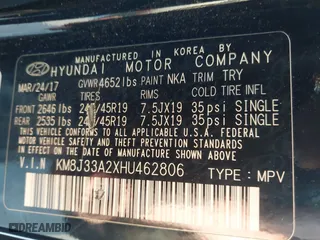 MANUFACTURED IN KOREA BY
HYUNDAI MOTOR COMPANY
MAR/24/17 GVWR4652lbs PAINT NKA TRIM TRY
GAWR TIRES RIMS COLD TIRE INFL
FRONT 2646 lbs 245/45R19 7.5JX19 35psi SINGLE
REAR 2535 lbs 245/45R19 7.5JX19 35psi SINGLE
THIS VEHICLE CONFORMS TO ALL APPLICABLE
U.S. FEDERAL MOTOR VEHICLE SAFETY, BUMPER,
AND THEFT PREVENTION STANDARDS IN EFFECT ON
THE DATE OF MANUFACTURE SHOWN ABOVE.
V.I.N KM8J33A2XHU462806 TYPE: MPV
DREAMBID